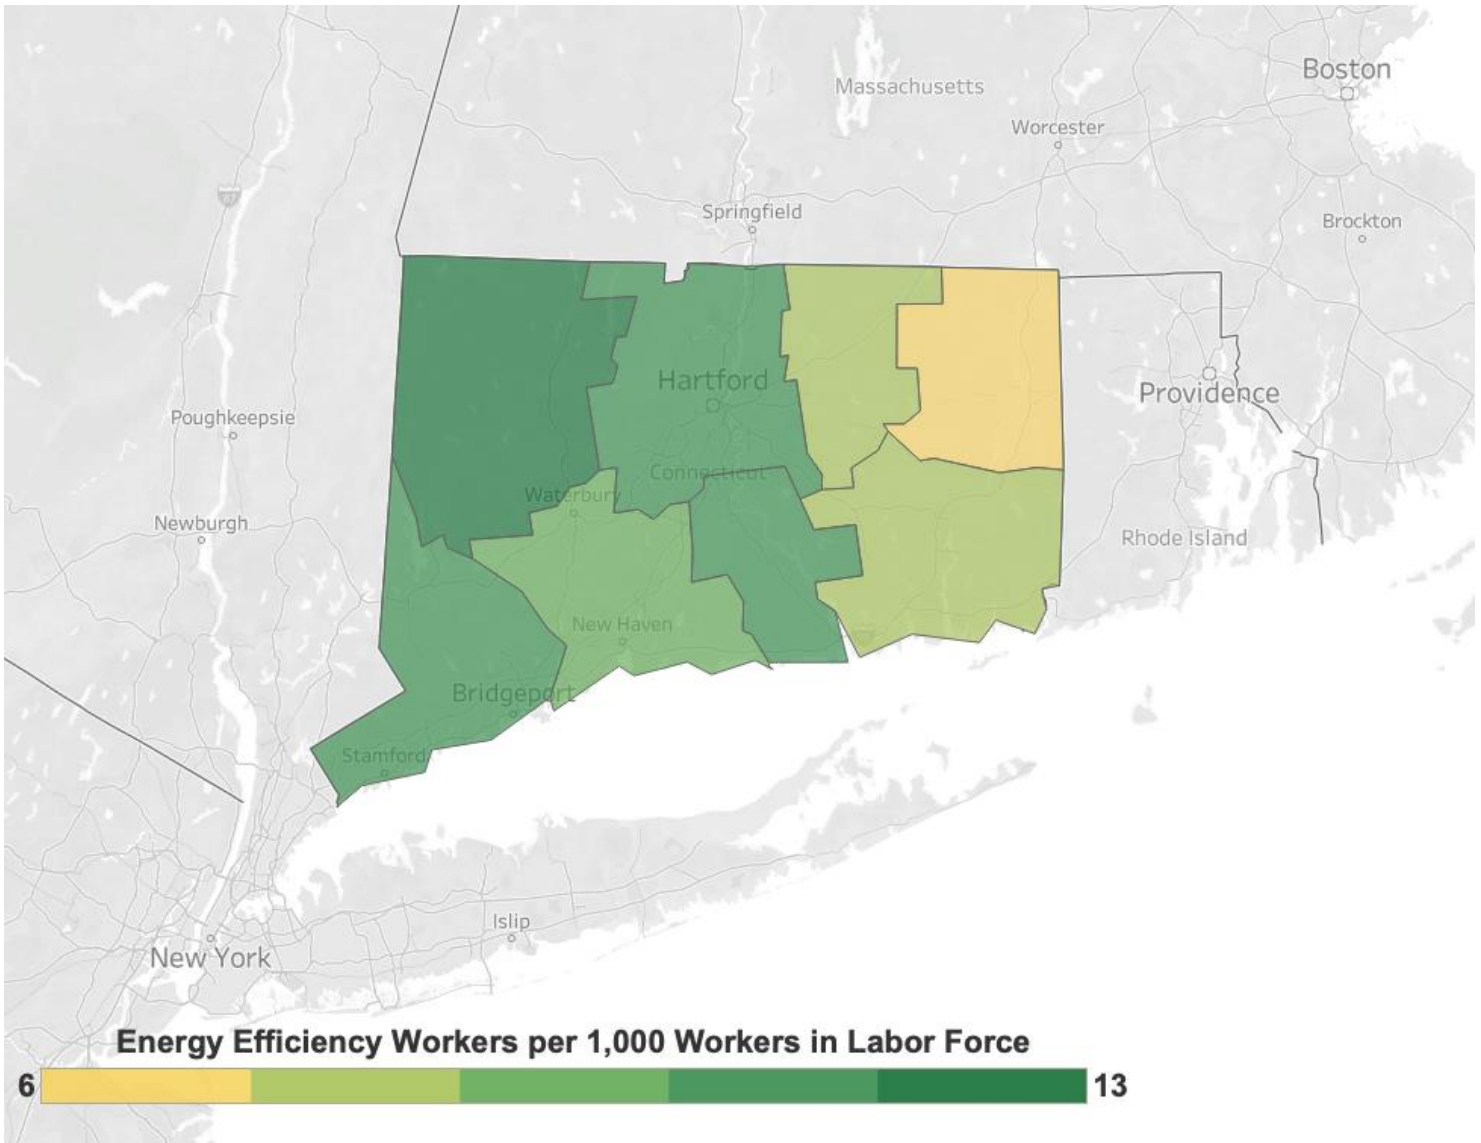 Boston
Massachusetts
Worcester
Springfield
Brockton
Hartford
Providence
Poughkeepsie
Connecticut
Waterbury
Newburgh
Rhode Island
New Haven
Bridgeport
Stamford
Islip
New York
Energy Efficiency Workers per 1,000 Workers in Labor Force
6
13